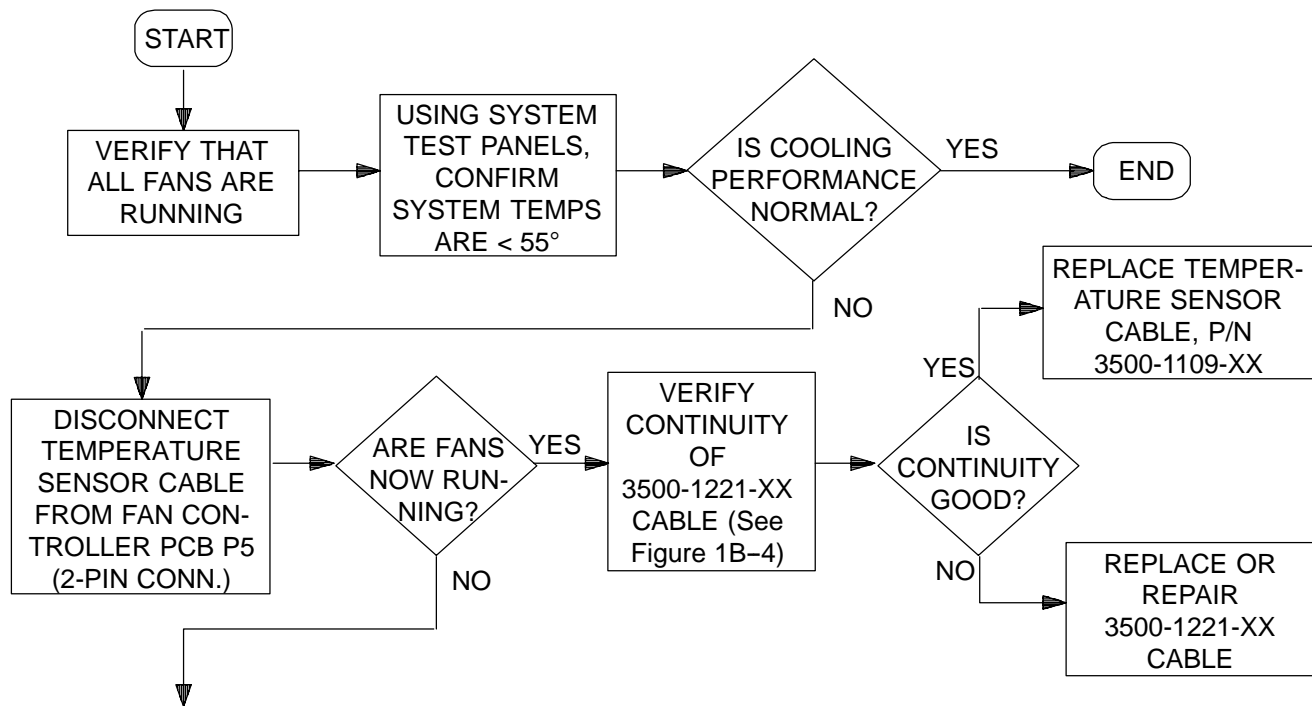 START
VERIFY THAT
ALL FANS ARE
RUNNING
USING SYSTEM
TEST PANELS,
CONFIRM
SYSTEM TEMPS
ARE < 55°
IS COOLING
PERFORMANCE
NORMAL?
YES
END
NO
DISCONNECT
TEMPERATURE
SENSOR CABLE
FROM FAN CON-
TROLLER PCB P5
(2-PIN CONN.)
ARE FANS
NOW RUN-
NING?
YES
NO
VERIFY
CONTINUITY
OF
3500-1221-XX
CABLE (See
Figure 1B–4)
IS
CONTINUITY
GOOD?
YES
REPLACE TEMPER-
ATURE SENSOR
CABLE, P/N
3500-1109-XX
NO
REPLACE OR
REPAIR
3500-1221-XX
CABLE